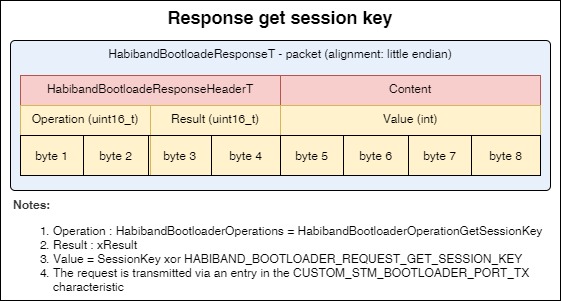 Response get session key
HabibandBootloadeResponseT - packet (alignment: little endian)
HabibandBootloadeResponseHeaderT Content
Operation (uint16_t) Result (uint16_t) Value (int)
byte 1 byte 2 byte 3 byte 4 byte 5 byte 6 byte 7 byte 8
Notes:
1. Operation : HabibandBootloaderOperations = HabibandBootloaderOperationGetSessionKey
2. Result : xResult
3. Value = SessionKey xor HABIBAND_BOOTLOADER_REQUEST_GET_SESSION_KEY
4. The request is transmitted via an entry in the CUSTOM_STM_BOOTLOADER_PORT_TX
characteristic